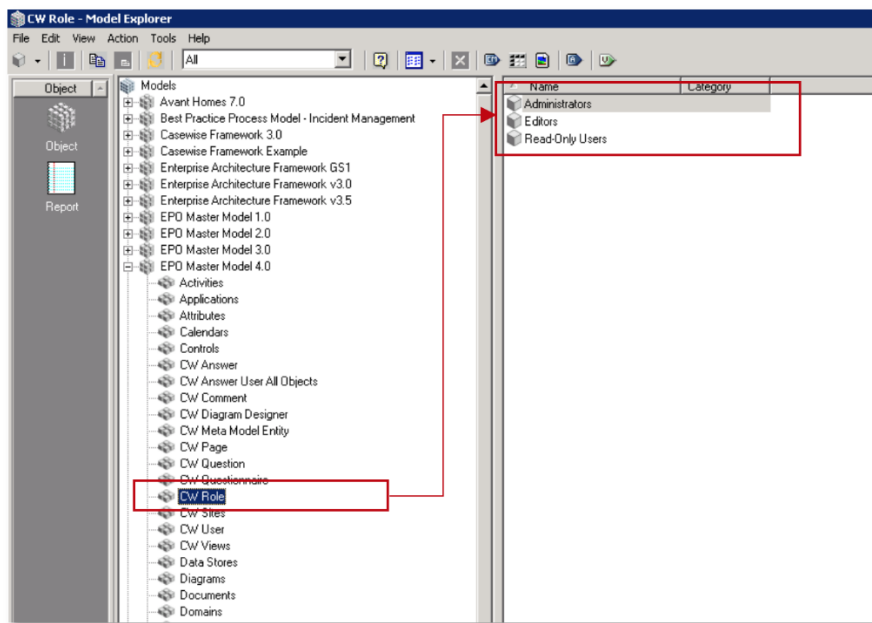 CW Role - Model Explorer
File Edit View Action Tools Help
All
Object
Object
Report
Models
Avant Homes 7.0
Best Practice Process Model - Incident Management
Casewise Framework 3.0
Casewise Framework Example
Enterprise Architecture Framework GS1
Enterprise Architecture Framework v3.0
Enterprise Architecture Framework v3.5
EPO Master Model 1.0
EPO Master Model 2.0
EPO Master Model 3.0
EPO Master Model 4.0
Activities
Applications
Attributes
Calendars
Controls
CW Answer
CW Answer User All Objects
CW Comment
CW Diagram Designer
CW Meta Model Entity
CW Page
CW Question
CW Questionnaire
CW Role
CW Sites
CW User
CW Views
Data Stores
Diagrams
Documents
Domains
Name Category
Administrators
Editors
Read-Only Users